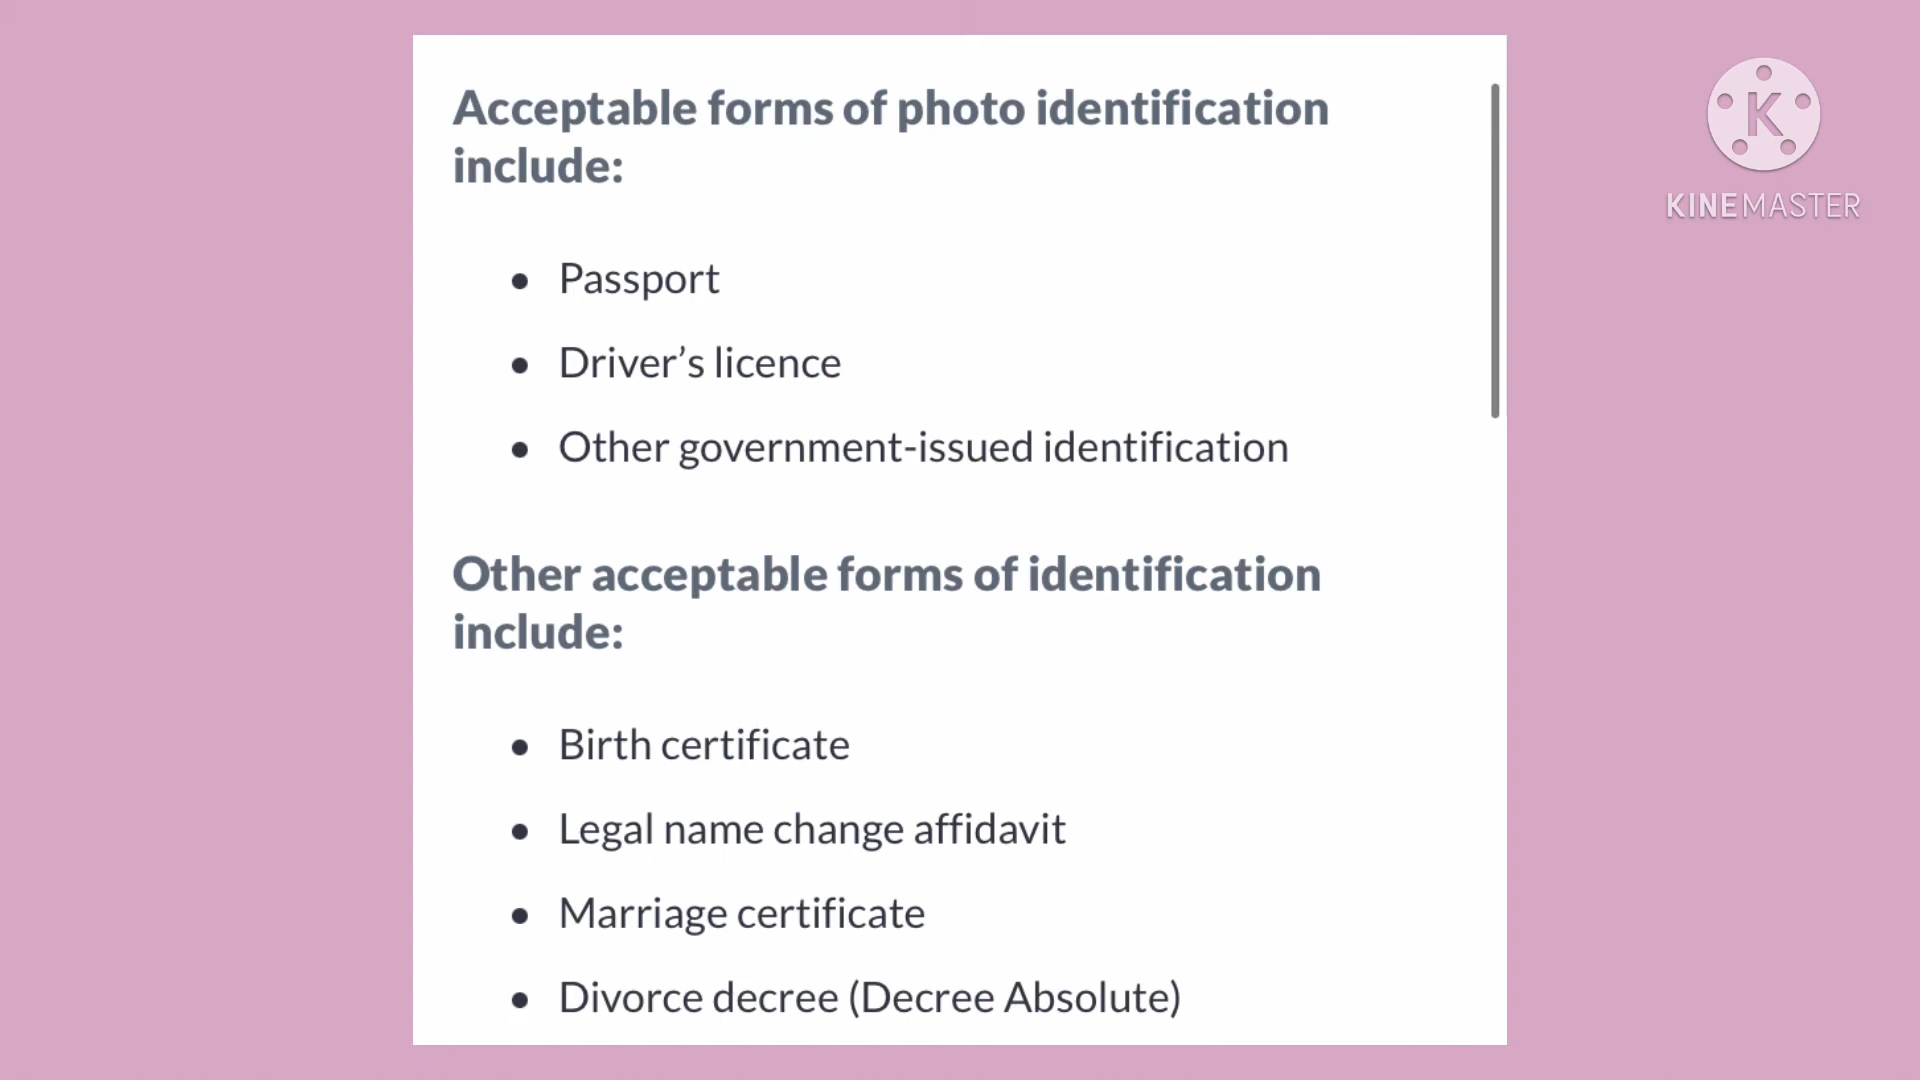 Acceptable forms of photo identification
include:
• Passport
• Driver’s licence
• Other government-issued identification
Other acceptable forms of identification
include:
• Birth certificate
• Legal name change affidavit
• Marriage certificate
• Divorce decree (Decree Absolute)
K
KINEMASTER